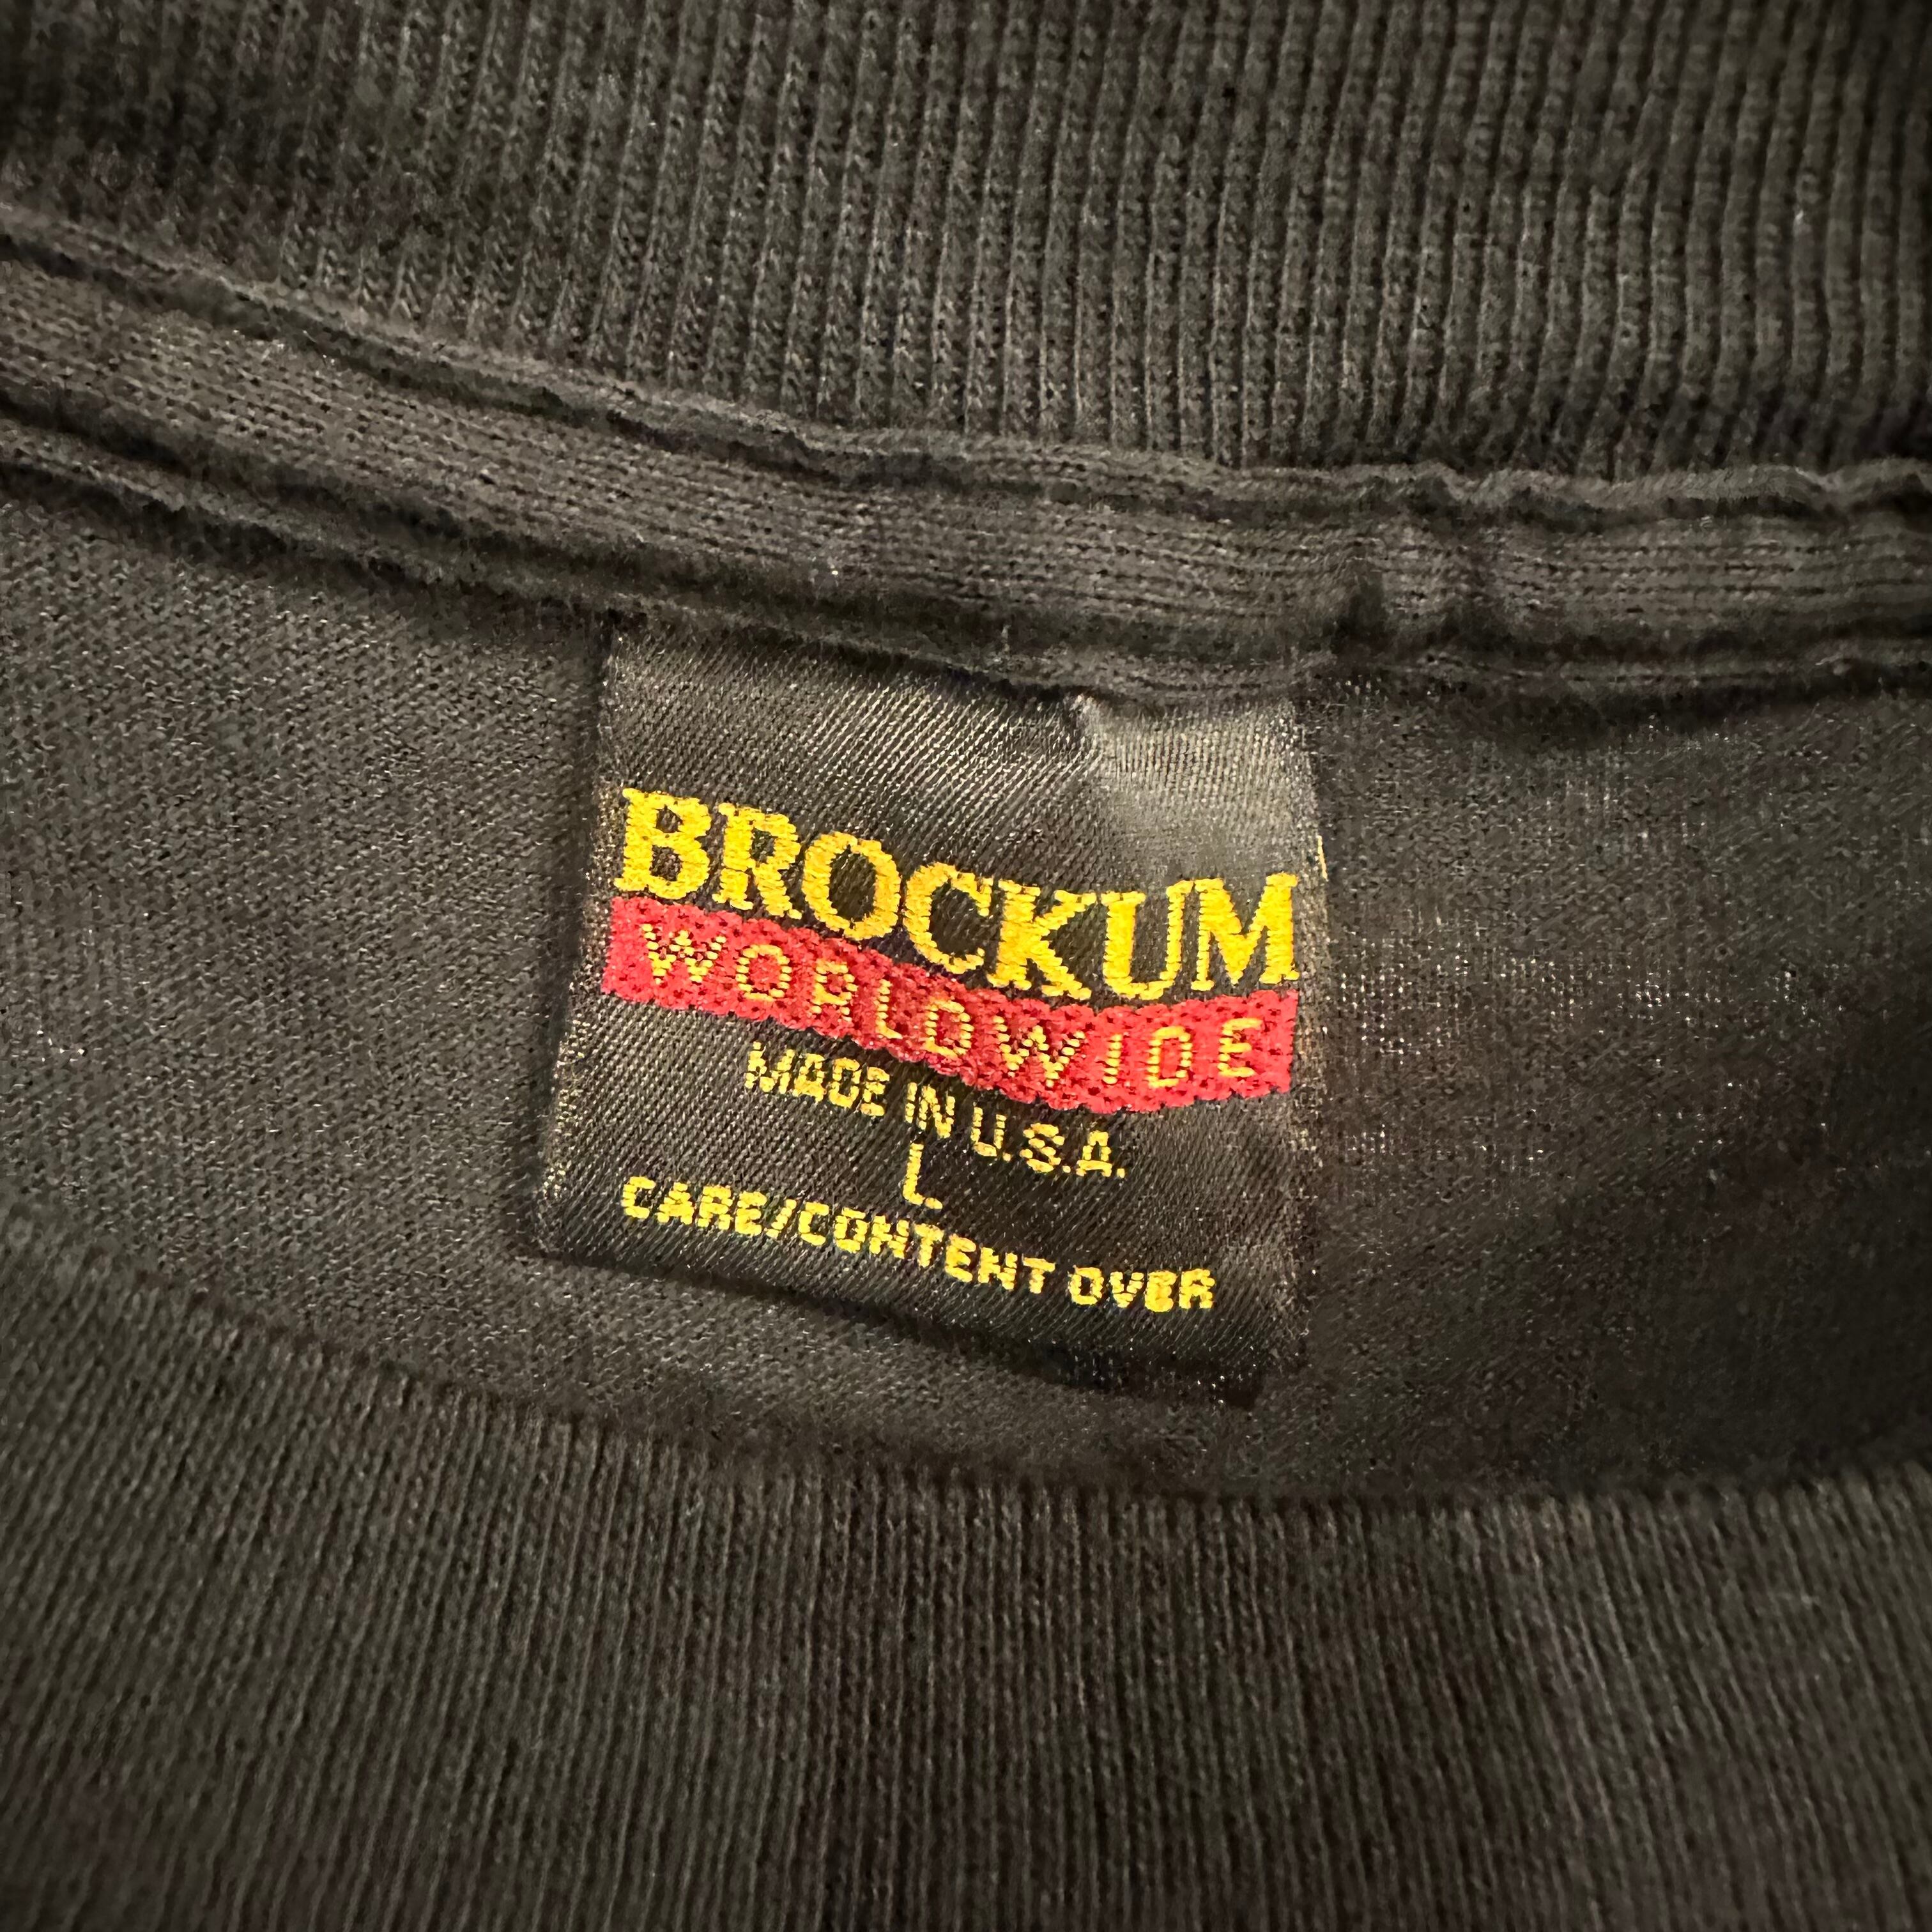 BROCKUM
WORLDWIDE
MADE IN U.S.A.
L
CARE/CONTENT OVER